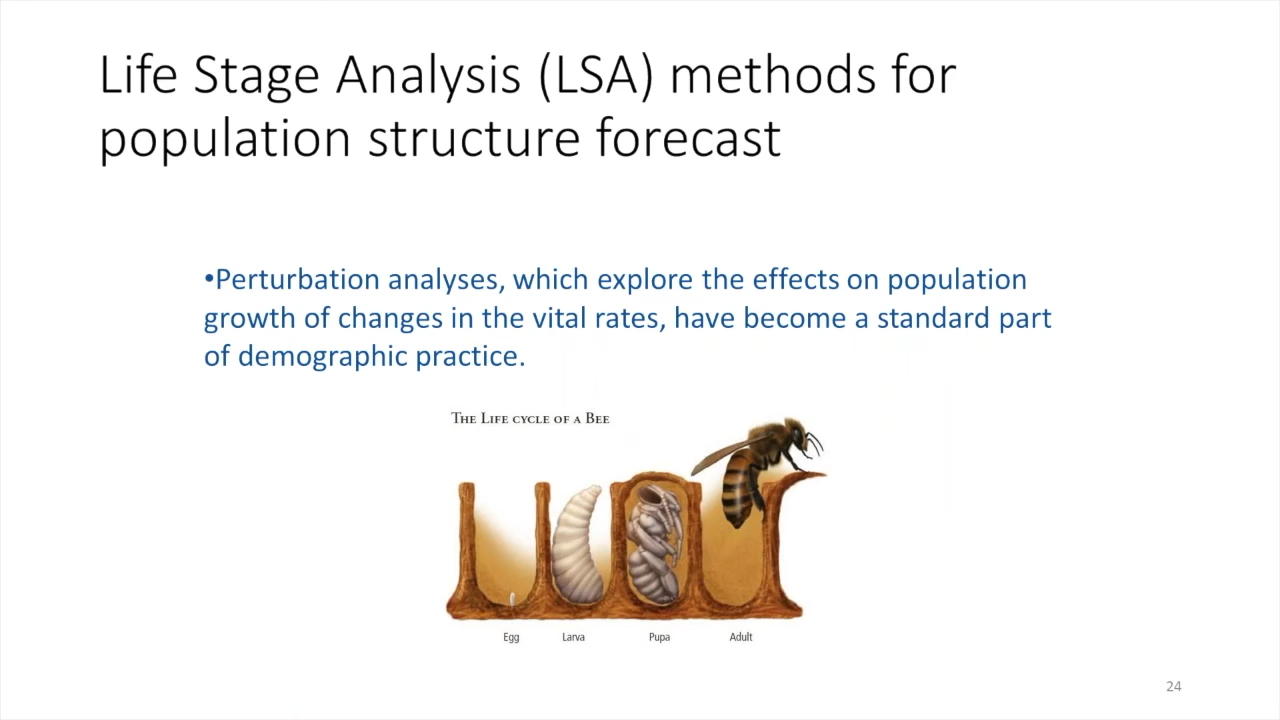 Life Stage Analysis (LSA) methods for
population structure forecast
•Perturbation analyses, which explore the effects on population
growth of changes in the vital rates, have become a standard part
of demographic practice.
The Life cycle of a Bee
Egg Larva Pupa Adult
24